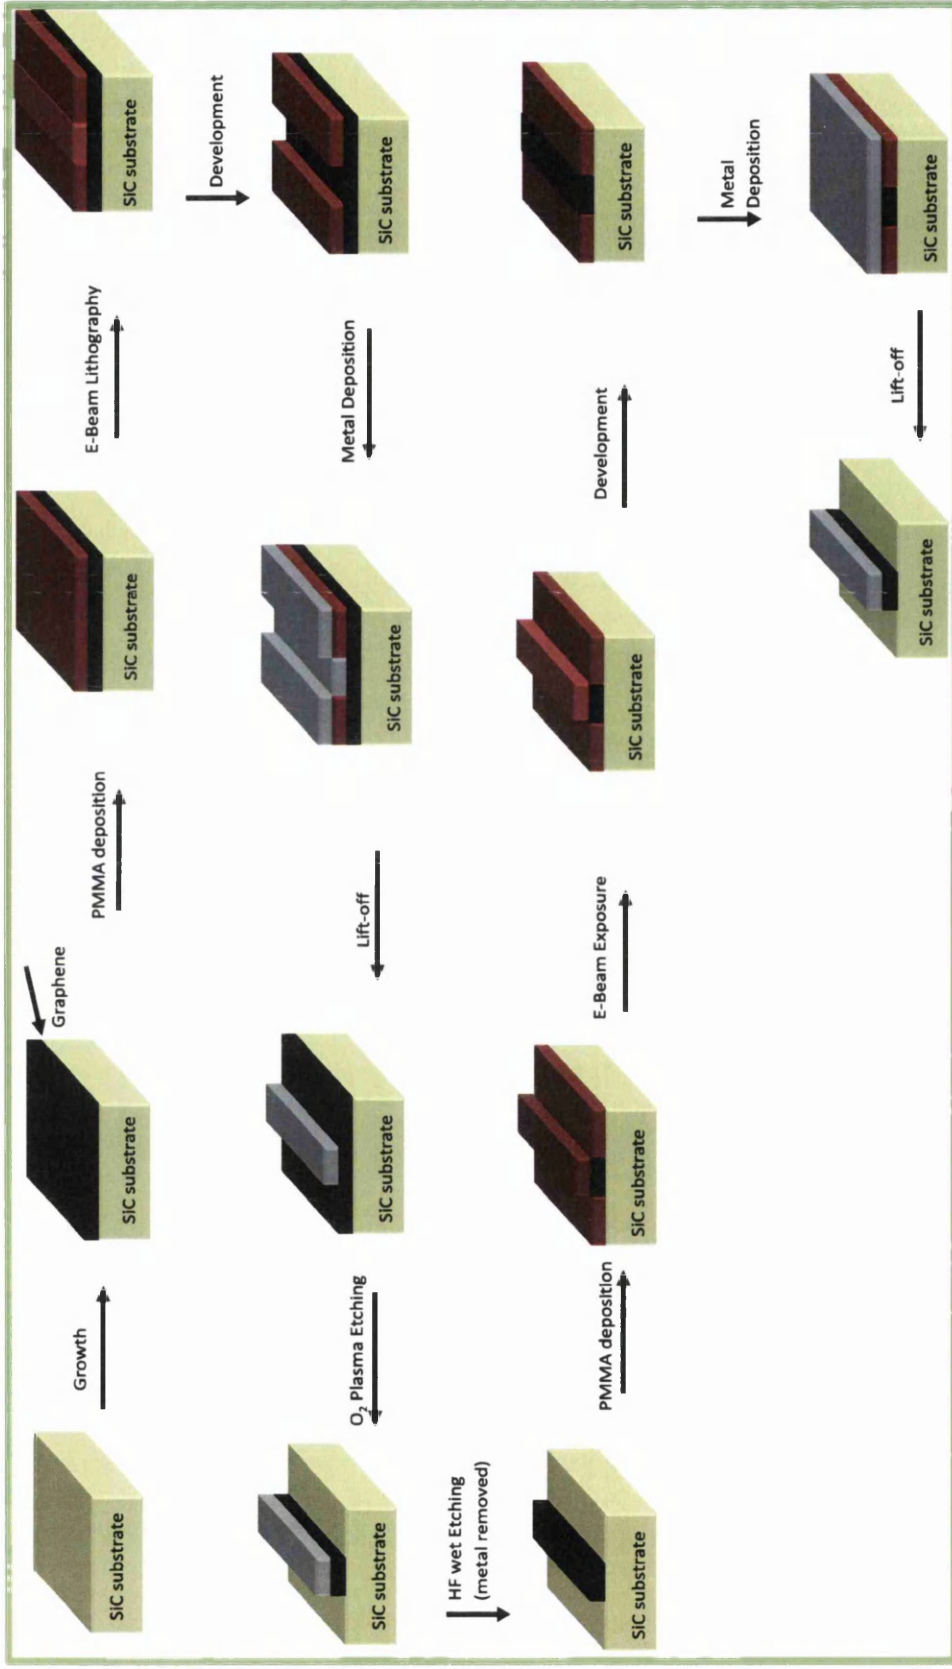 SiC substrate
Growth
SiC substrate
Graphene
PMMA deposition
SiC substrate
E-Beam Lithography
SiC substrate
Development
SiC substrate
Metal Deposition
SiC substrate
Lift-off
SiC substrate
O₂ Plasma Etching
SiC substrate
HF wet Etching
(metal removed)
SiC substrate
PMMA deposition
SiC substrate
E-Beam Exposure
SiC substrate
Development
SiC substrate
Metal
Deposition
SiC substrate
Lift-off
SiC substrate